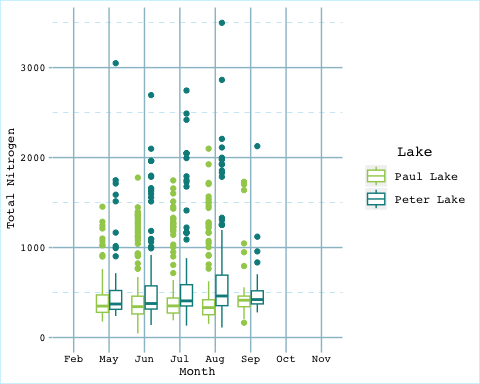 3000
2000
1000
0
Total Nitrogen
Feb May Jun Jul Aug Sep Oct Nov
Month
Lake
Paul Lake
Peter Lake